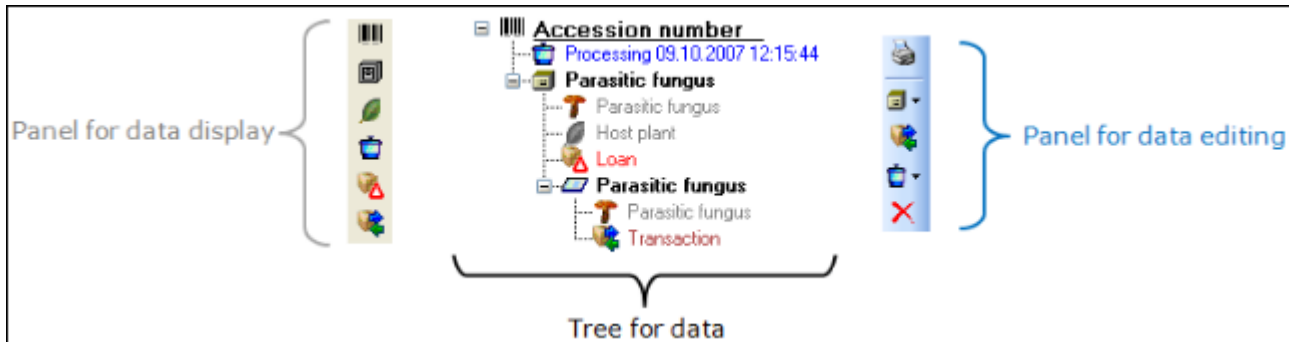 Accession number
Processing 09.10.2007 12:15:44
Parasitic fungus
Parasitic fungus
Panel for data display
Host plant
Panel for data editing
Loan
Parasitic fungus
Parasitic fungus
Transaction
Tree for data